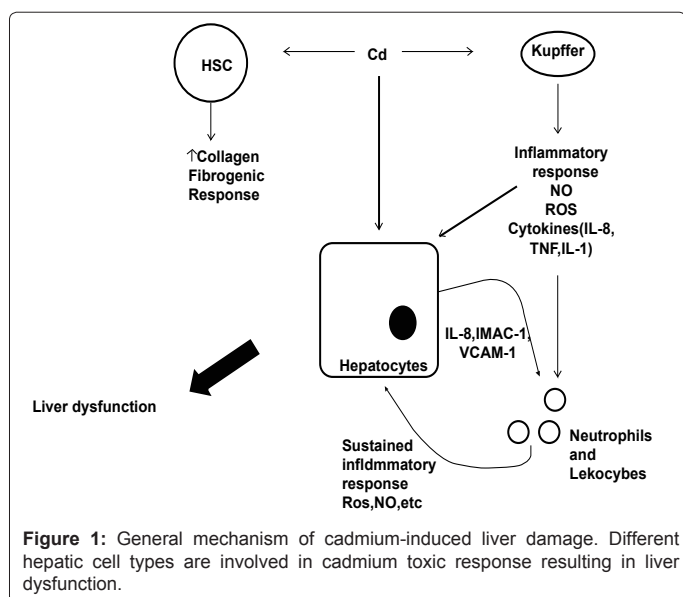 HSC
Cd
Kupffer
↑Collagen
Fibrogenic
Response
Inflammatory
response
NO
ROS
Cytokines(IL-8,
TNF,IL-1)
IL-8,IMAC-1,
VCAM-1
Hepatocytes
Liver dysfunction
Sustained
infldmmatory
response
Ros,NO,etc
Neutrophils
and
Lekocybes
Figure 1: General mechanism of cadmium-induced liver damage. Different
hepatic cell types are involved in cadmium toxic response resulting in liver
dysfunction.